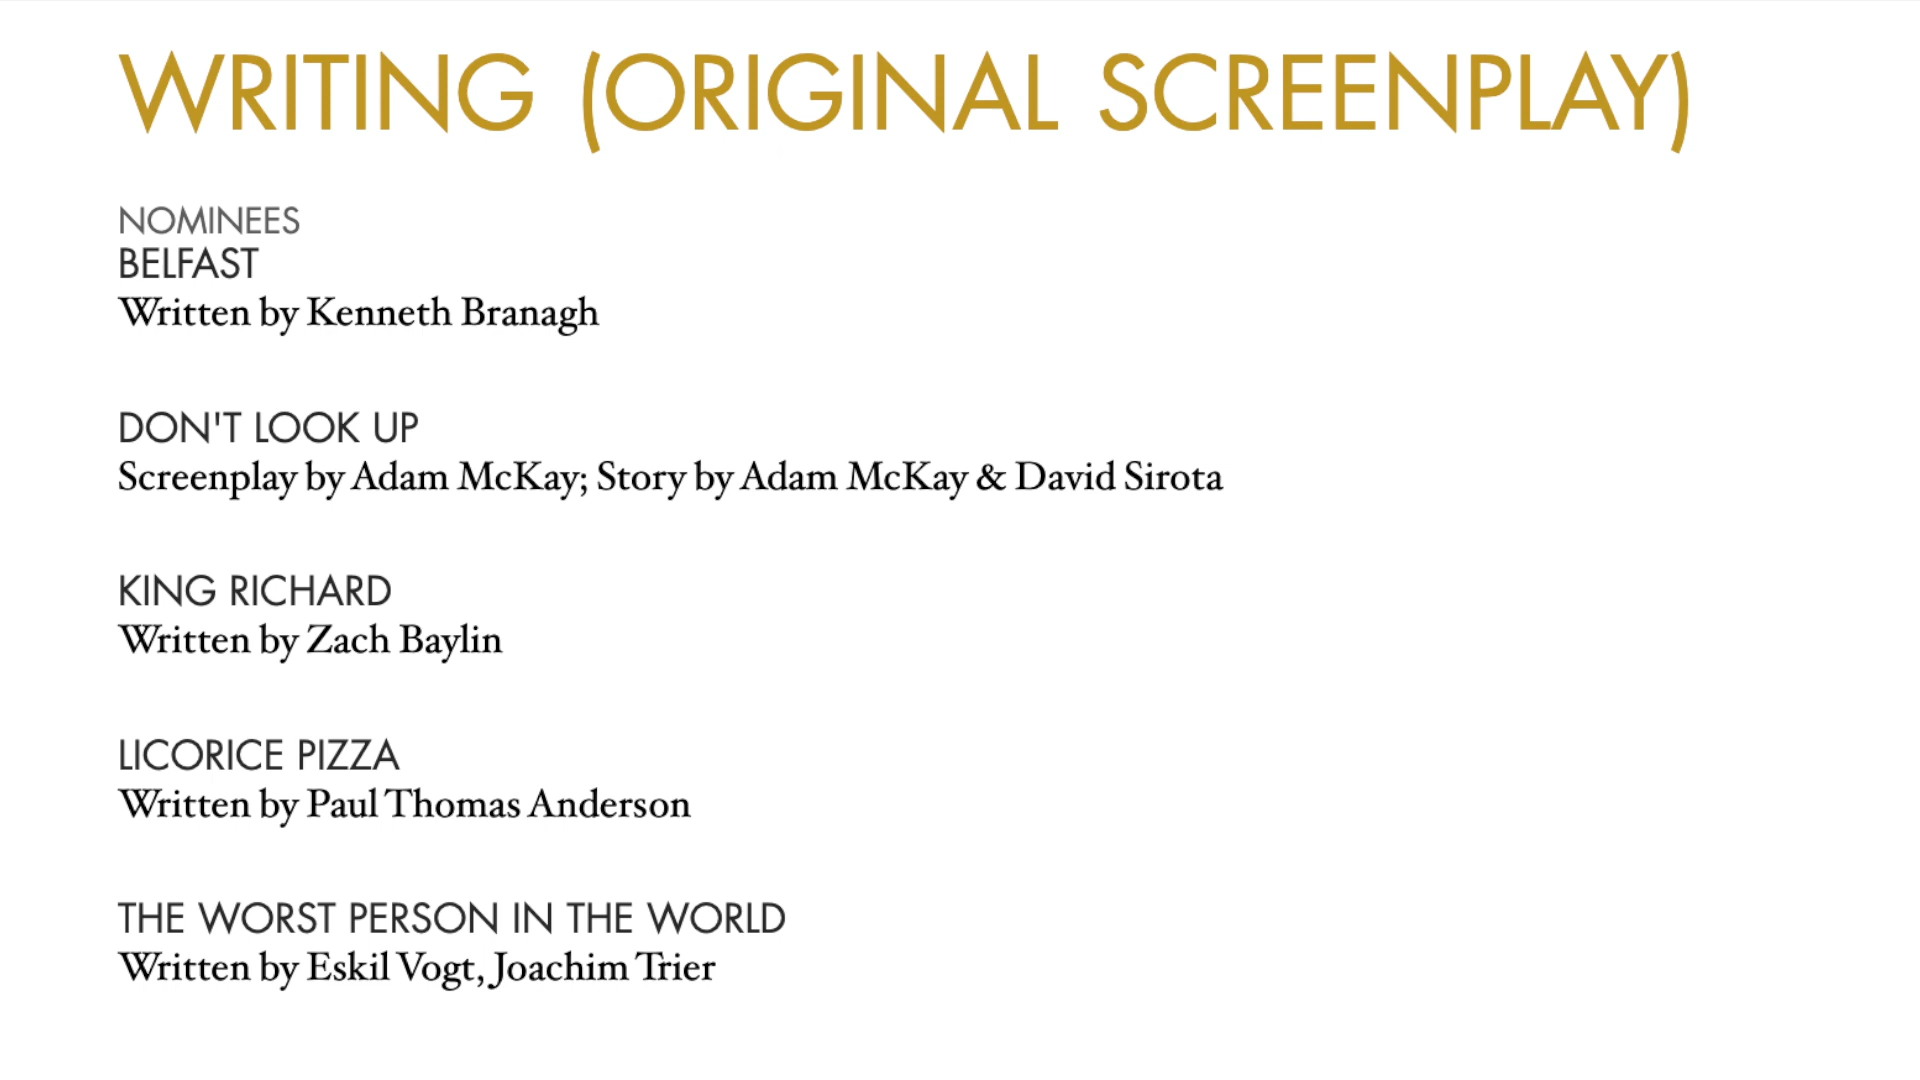 WRITING (ORIGINAL SCREENPLAY)
NOMINEES
BELFAST
Written by Kenneth Branagh
DON'T LOOK UP
Screenplay by Adam McKay; Story by Adam McKay & David Sirota
KING RICHARD
Written by Zach Baylin
LICORICE PIZZA
Written by Paul Thomas Anderson
THE WORST PERSON IN THE WORLD
Written by Eskil Vogt, Joachim Trier